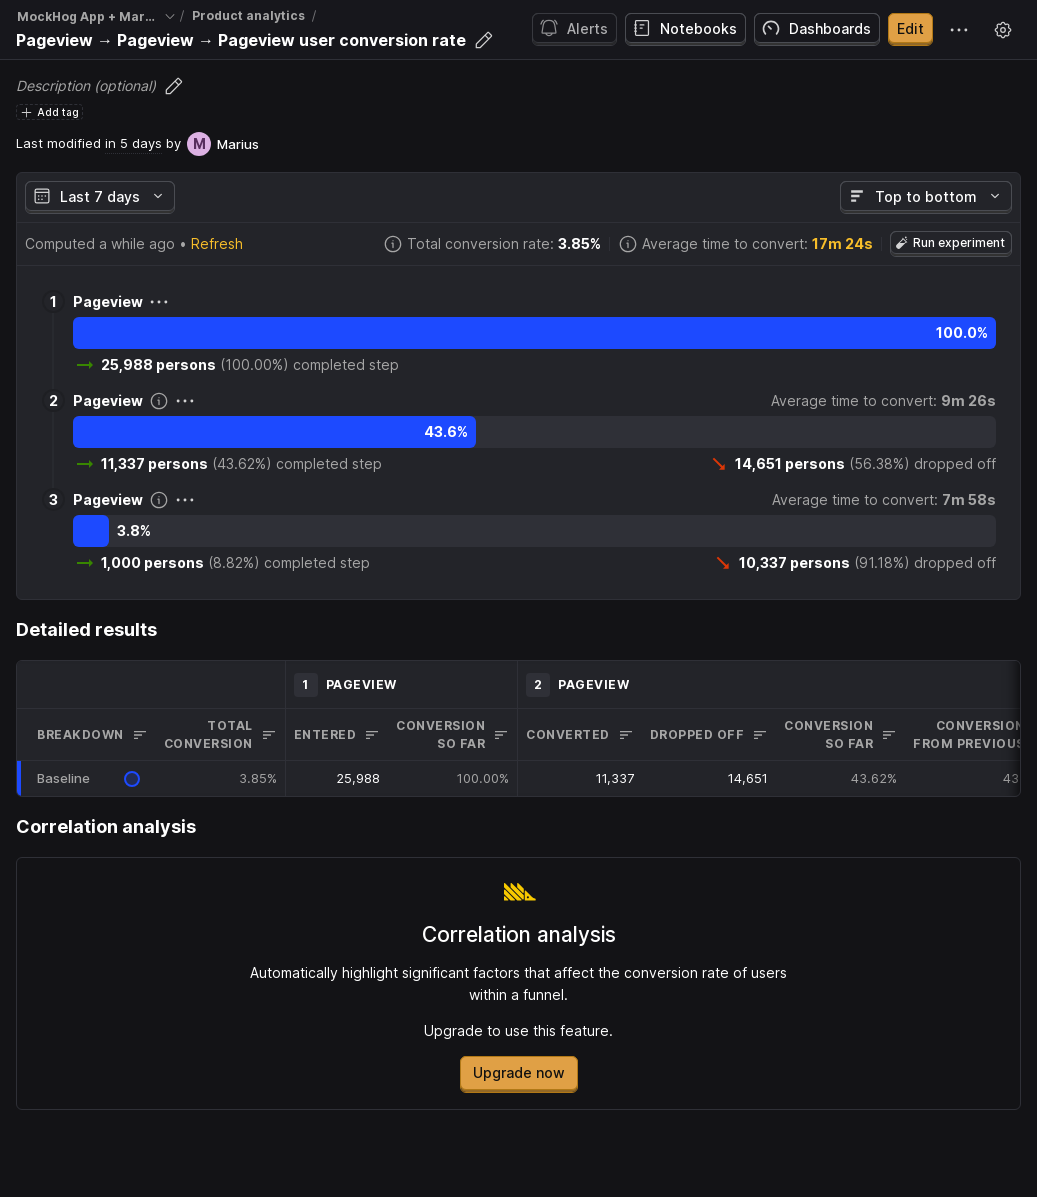 MockHog App + Mar... / Product analytics /
Pageview → Pageview → Pageview user conversion rate
Alerts
Notebooks
Dashboards
Edit
Description (optional)
Add tag
Last modified in 5 days by M Marius
Last 7 days
Top to bottom
Computed a while ago • Refresh
Total conversion rate: 3.85%
Average time to convert: 17m 24s
Run experiment
1 Pageview
100.0%
25,988 persons (100.00%) completed step
2 Pageview
Average time to convert: 9m 26s
43.6%
11,337 persons (43.62%) completed step
14,651 persons (56.38%) dropped off
3 Pageview
Average time to convert: 7m 58s
3.8%
1,000 persons (8.82%) completed step
10,337 persons (91.18%) dropped off
Detailed results
1 PAGEVIEW
2 PAGEVIEW
BREAKDOWN
TOTAL
CONVERSION
ENTERED
CONVERSION
SO FAR
CONVERTED
DROPPED OFF
CONVERSION
SO FAR
CONVERSION
FROM PREVIOUS
Baseline
3.85%
25,988
100.00%
11,337
14,651
43.62%
43
Correlation analysis
Correlation analysis
Automatically highlight significant factors that affect the conversion rate of users
within a funnel.
Upgrade to use this feature.
Upgrade now